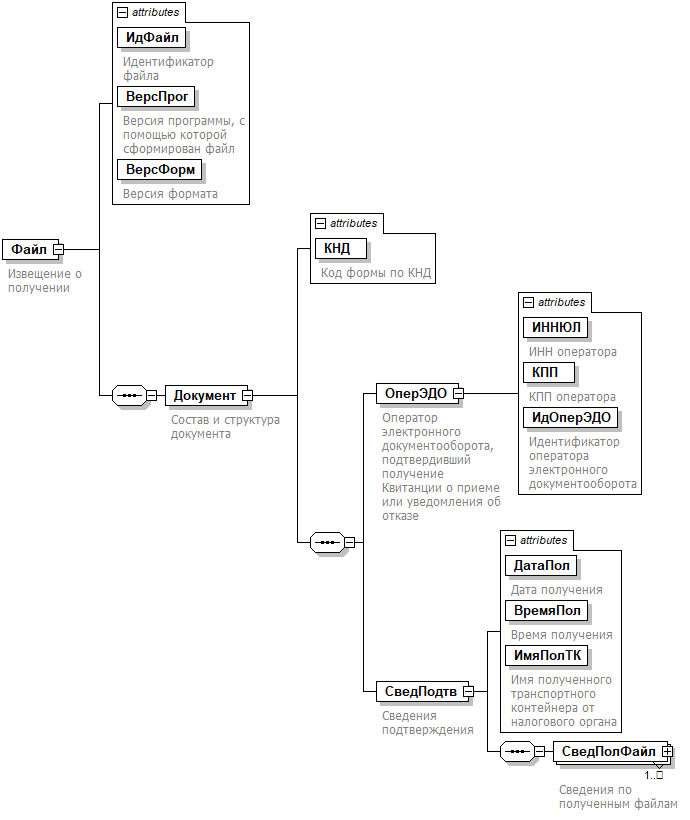 attributes
ИдФайл
Идентификатор
файла
ВерсПрог
Версия программы, с
помощью которой
сформирован файл
ВерсФорм
Версия формата
Файл
Извещение о
получении
attributes
КНД
Код формы по КНД
Документ
Состав и структура
документа
attributes
ИННЮЛ
ИНН оператора
КПП
КПП оператора
ИдОперЭДО
Идентификатор
оператора
электронного
документооборота
ОперЭДО
Оператор
электронного
документооборота,
подтвердивший
получение
Квитанции о приеме
или уведомления об
отказе
attributes
ДатаПол
Дата получения
ВремяПол
Время получения
ИмяПолТК
Имя полученного
транспортного
контейнера от
налогового органа
СведПодтв
Сведения
подтверждения
СведПолФайл
1..□
Сведения по
полученным файлам